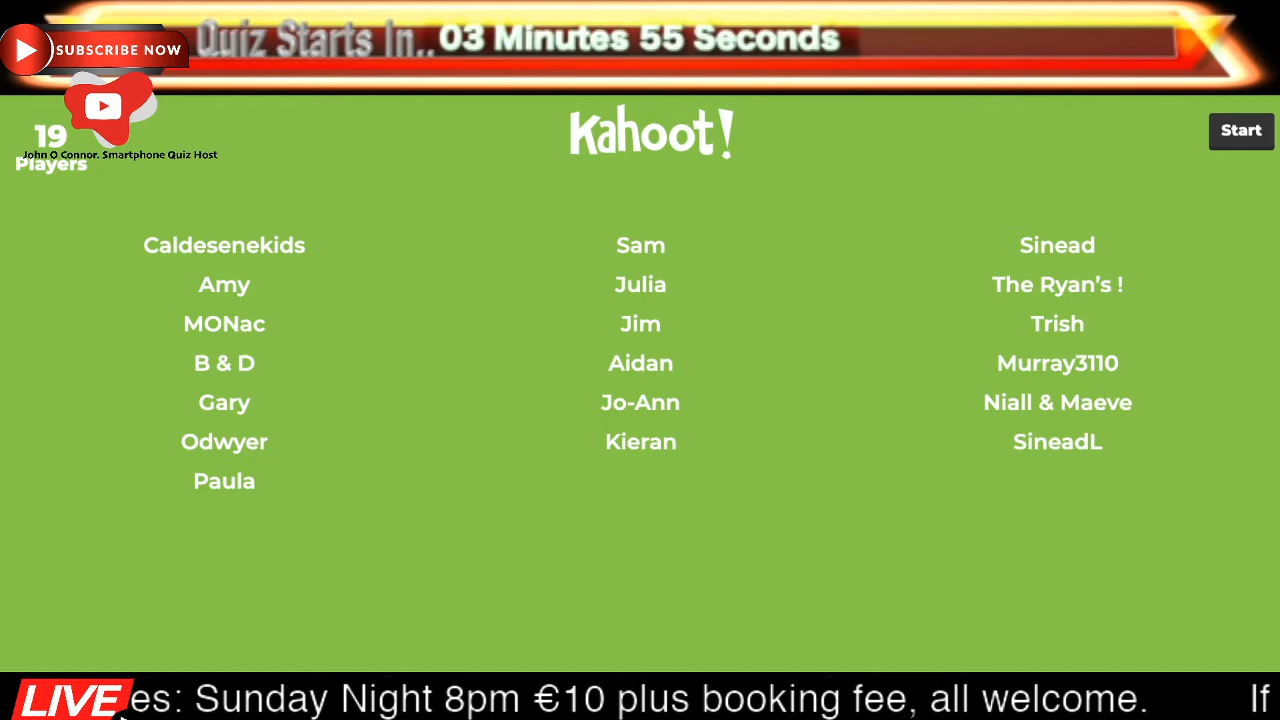 Quiz Starts In.. 03 Minutes 55 Seconds
SUBSCRIBE NOW
19
Players
John O Connor. Smartphone Quiz Host
Kahoot!
Start
Caldesenekids Sam Sinead
Amy Julia The Ryan’s !
MONac Jim Trish
B & D Aidan Murray3110
Gary Jo-Ann Niall & Maeve
Odwyer Kieran SineadL
Paula
LIVE es: Sunday Night 8pm €10 plus booking fee, all welcome. If